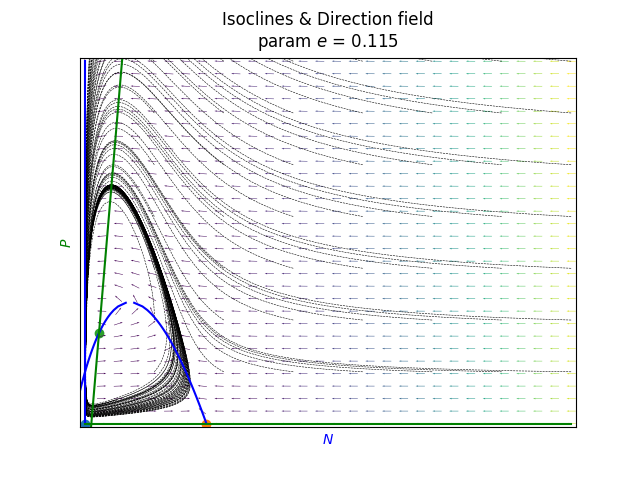 Isoclines & Direction field
param e = 0.115
P
N